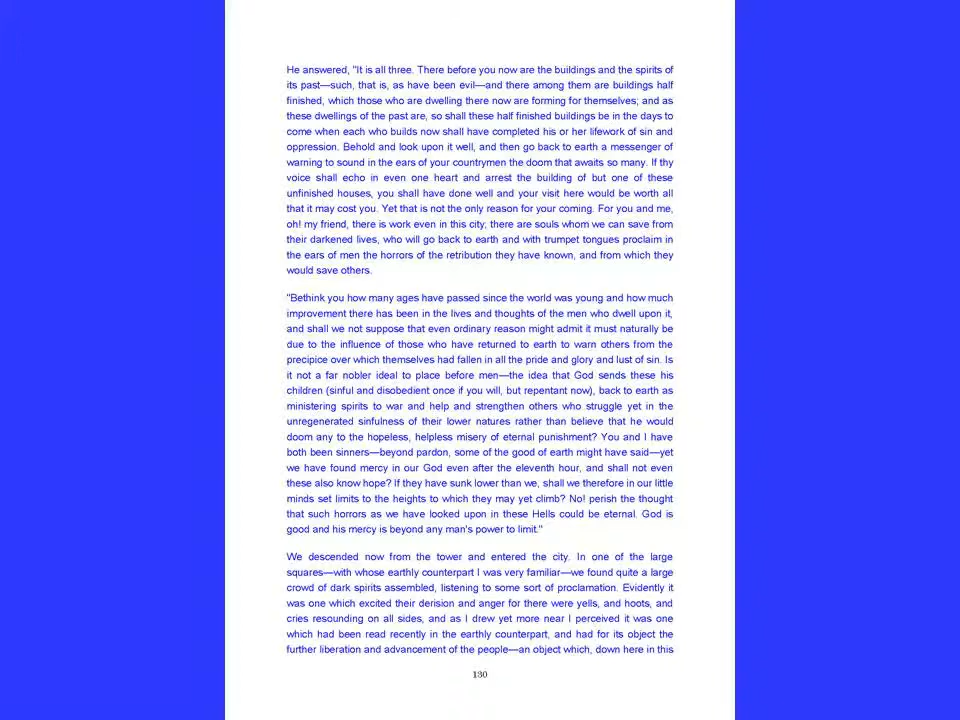 He answered, "It is all three. There before you now are the buildings and the spirits of
its past—such, that is, as have been evil—and there among them are buildings half
finished, which those who are dwelling there now are forming for themselves; and as
these dwellings of the past are, so shall these half finished buildings be in the days to
come when each who builds now shall have completed his or her lifework of sin and
oppression. Behold and look upon it well, and then go back to earth a messenger of
warning to sound in the ears of your countrymen the doom that awaits so many. If thy
voice shall echo in even one heart and arrest the building of but one of these
unfinished houses, you shall have done well and your visit here would be worth all
that it may cost you. Yet that is not the only reason for your coming. For you and me,
oh! my friend, there is work even in this city; there are souls whom we can save from
their darkened lives, who will go back to earth and with trumpet tongues proclaim in
the ears of men the horrors of the retribution they have known, and from which they
would save others.
"Bethink you how many ages have passed since the world was young and how much
improvement there has been in the lives and thoughts of the men who dwell upon it,
and shall we not suppose that even ordinary reason might admit it must naturally be
due to the influence of those who have returned to earth to warn others from the
precipice over which themselves had fallen in all the pride and glory and lust of sin. Is
it not a far nobler ideal to place before men—the idea that God sends these his
children (sinful and disobedient once if you will, but repentant now), back to earth as
ministering spirits to war and help and strengthen others who struggle yet in the
unregenerated sinfulness of their lower natures rather than believe that he would
doom any to the hopeless, helpless misery of eternal punishment? You and I have
both been sinners—beyond pardon, some of the good of earth might have said—yet
we have found mercy in our God even after the eleventh hour, and shall not even
these also know hope? If they have sunk lower than we, shall we therefore in our little
minds set limits to the heights to which they may yet climb? No! perish the thought
that such horrors as we have looked upon in these Hells could be eternal. God is
good and his mercy is beyond any man's power to limit."
We descended now from the tower and entered the city. In one of the large
squares—with whose earthly counterpart I was very familiar—we found quite a large
crowd of dark spirits assembled, listening to some sort of proclamation. Evidently it
was one which excited their derision and anger for there were yells, and hoots, and
cries resounding on all sides, and as I drew yet more near I perceived it was one
which had been read recently in the earthly counterpart, and had for its object the
further liberation and advancement of the people—an object which, down here in this
130